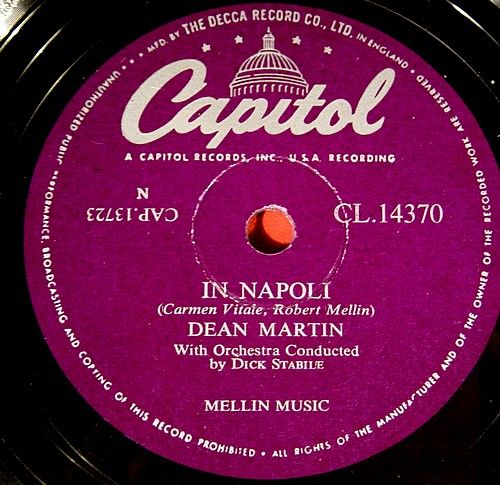 MFD. BY THE DECCA RECORD CO., LTD. IN ENGLAND
Capitol
A CAPITOL RECORDS, INC., U.S.A. RECORDING
N
CAP.13723
CL.14370
IN NAPOLI
(Carmen Vitale, Robert Mellin)
DEAN MARTIN
With Orchestra Conducted
by DICK STABILE
MELLIN MUSIC
ALL RIGHTS OF THE MANUFACTURER AND OF THE OWNER OF THE RECORDED WORK ARE RESERVED •
UNAUTHORIZED PUBLIC PERFORMANCE, BROADCASTING AND COPYING OF THIS RECORD PROHIBITED •